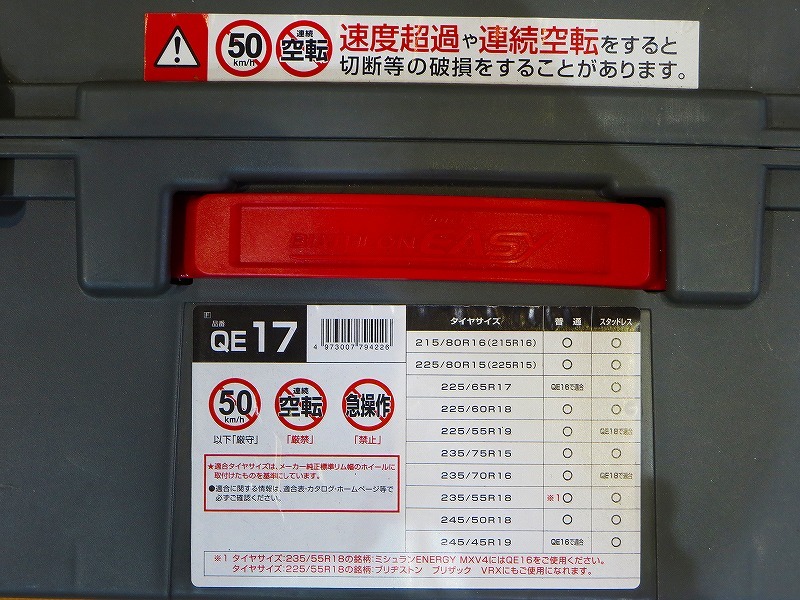 50 km/h
連続
空転
速度超過や連続空転をすると
切断等の破損をすることがあります。
EASY
F
品番
QE17
4 973007 794226
50 km/h
以下「厳守」
連続
空転
「厳禁」
急操作
「禁止」
★適合タイヤサイズは、メーカー純正標準リム幅のホイールに
取付けたものを基準にしています。
●適合に関する情報は、適合表・カタログ・ホームページ等で
必ずご確認ください。
タイヤサイズ 普通 スタッドレス
215/80R16(215R16) ○ ○
225/80R15(225R15) ○ ○
225/65R17 QE16で適合 ○
225/60R18 ○ ○
225/55R19 ○ QE18で適合
235/75R15 ○ ○
235/70R16 ○ QE18で適合
235/55R18 ※1○ ○
245/50R18 ○ ○
245/45R19 QE16で適合 ○
※1 タイヤサイズ:235/55R18の銘柄:ミシュランENERGY MXV4にはQE16をご使用ください。
タイヤサイズ:225/55R18の銘柄:ブリヂストン ブリザック VRXにもご使用になれます。